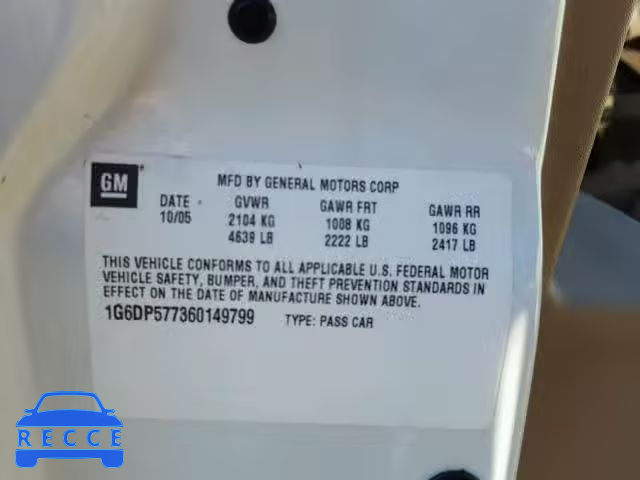 GM
MFD BY GENERAL MOTORS CORP
DATE GVWR GAWR FRT GAWR RR
10/05 2104 KG 1008 KG 1096 KG
4639 LB 2222 LB 2417 LB
THIS VEHICLE CONFORMS TO ALL APPLICABLE U.S. FEDERAL MOTOR
VEHICLE SAFETY, BUMPER, AND THEFT PREVENTION STANDARDS IN
EFFECT ON THE DATE OF MANUFACTURE SHOWN ABOVE.
1G6DP577360149799 TYPE: PASS CAR
RECCE